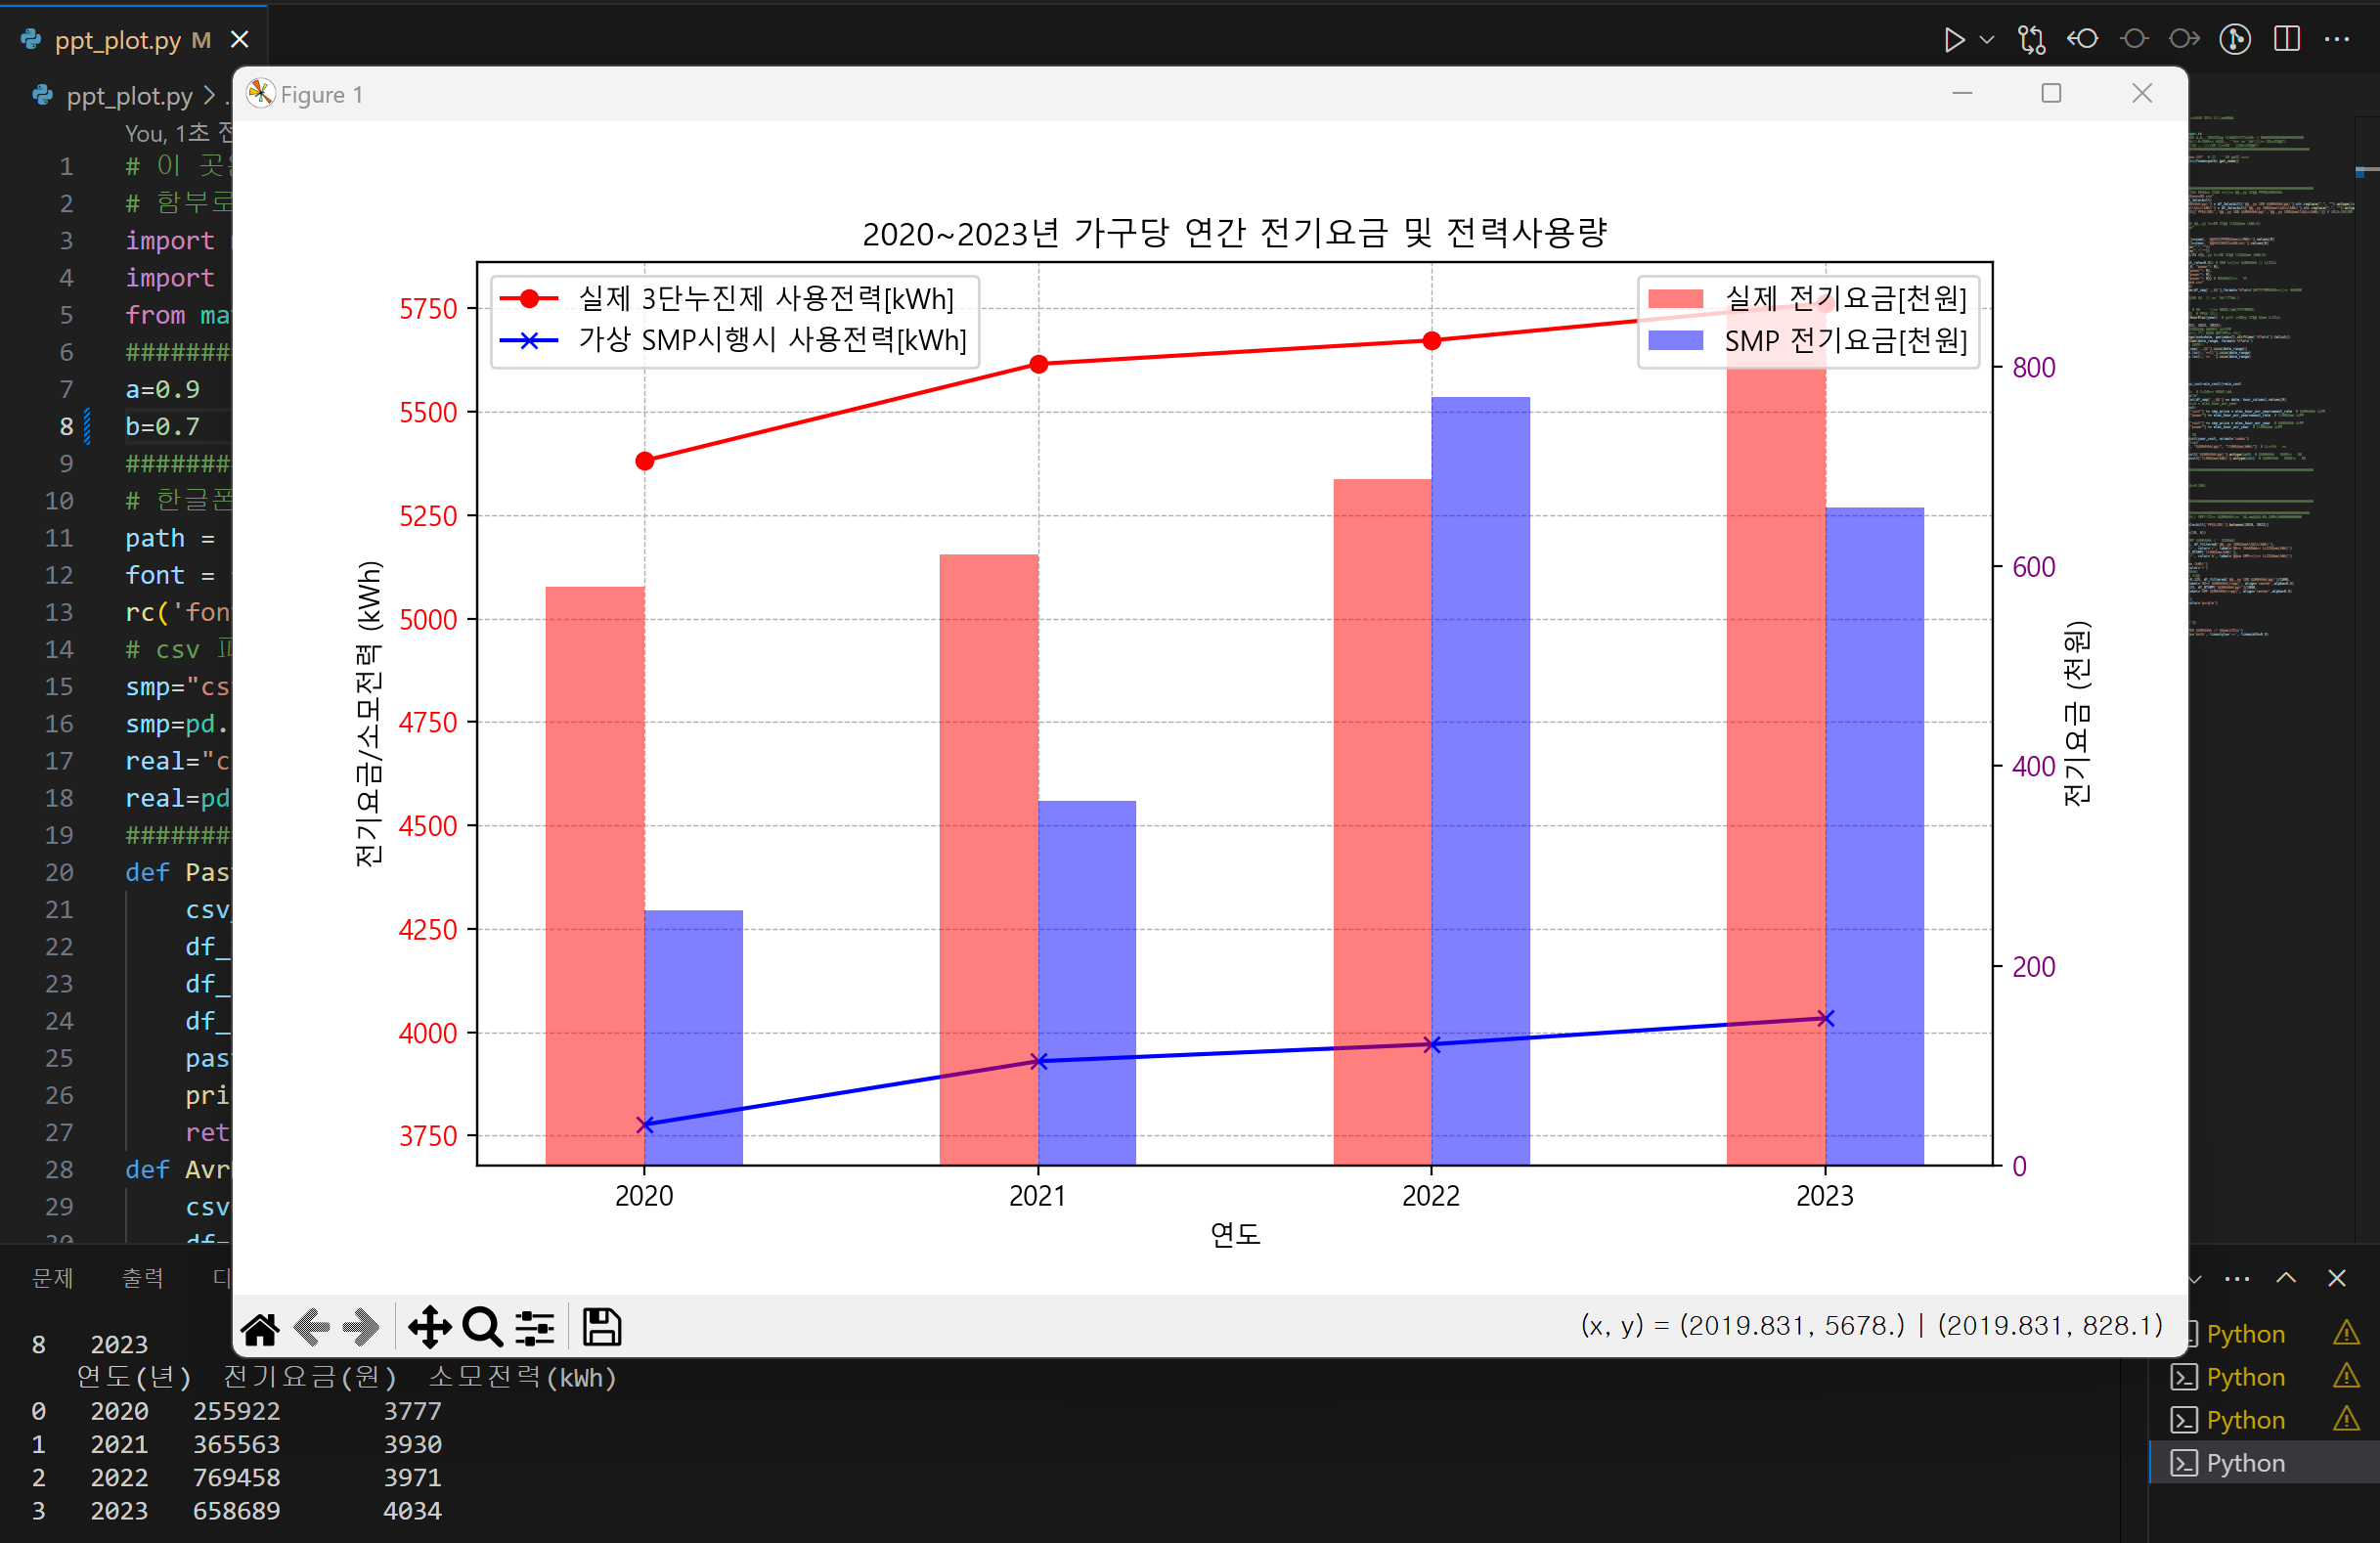 ppt_plot.py M
ppt_plot.py
Figure 1
You, 1초 전
1 # 이 곳은
2 # 함부로
3 import
4 import
5 from ma
6 ########
7 a=0.9
8 b=0.7
9 ########
10 # 한글폰
11 path =
12 font =
13 rc('fon
14 # csv 파
15 smp="cs
16 smp=pd.
17 real="c
18 real=pd
19 ########
20 def Pas
21 csv_
22 df_
23 df_
24 df_
25 pas
26 pri
27 ret
28 def Avr
29 csv
30 df=
2020~2023년 가구당 연간 전기요금 및 전력사용량
실제 3단누진제 사용전력[kWh]
가상 SMP시행시 사용전력[kWh]
실제 전기요금[천원]
SMP 전기요금[천원]
전기요금/소모전력 (kWh)
5750
5500
5250
5000
4750
4500
4250
4000
3750
800
600
400
200
0
전기요금 (천원)
2020 2021 2022 2023
연도
(x, y) = (2019.831, 5678.) | (2019.831, 828.1)
문제 출력 디
8 2023
연도(년) 전기요금(원) 소모전력(kWh)
0 2020 255922 3777
1 2021 365563 3930
2 2022 769458 3971
3 2023 658689 4034
Python
Python
Python
Python